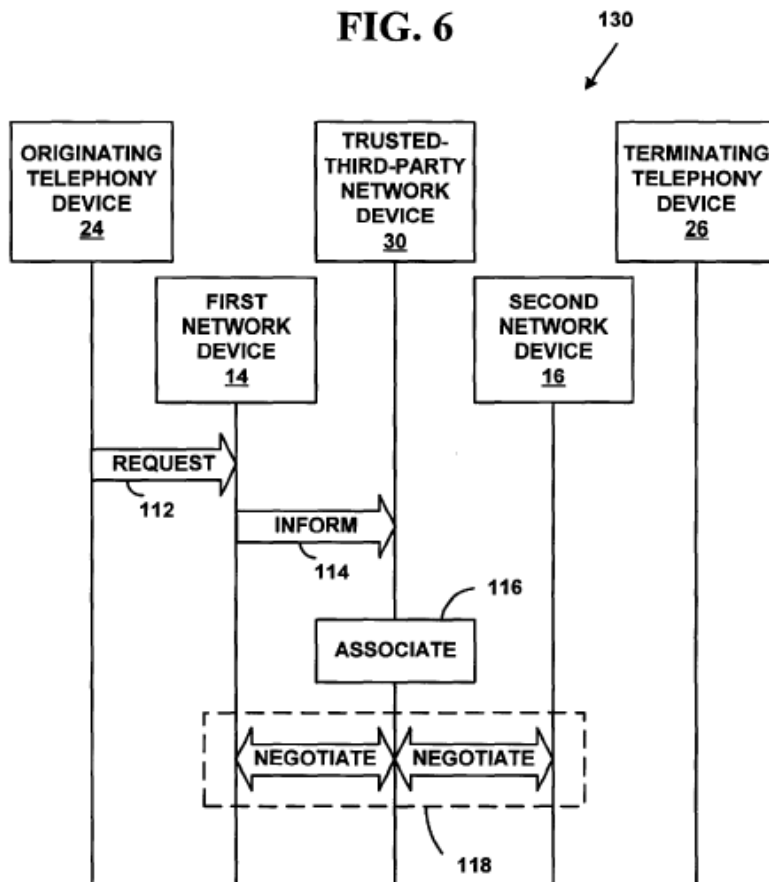 FIG. 6
130
ORIGINATING
TELEPHONY
DEVICE
24
TRUSTED-
THIRD-PARTY
NETWORK
DEVICE
30
TERMINATING
TELEPHONY
DEVICE
26
FIRST
NETWORK
DEVICE
14
SECOND
NETWORK
DEVICE
16
REQUEST
112
INFORM
114
116
ASSOCIATE
NEGOTIATE
NEGOTIATE
118